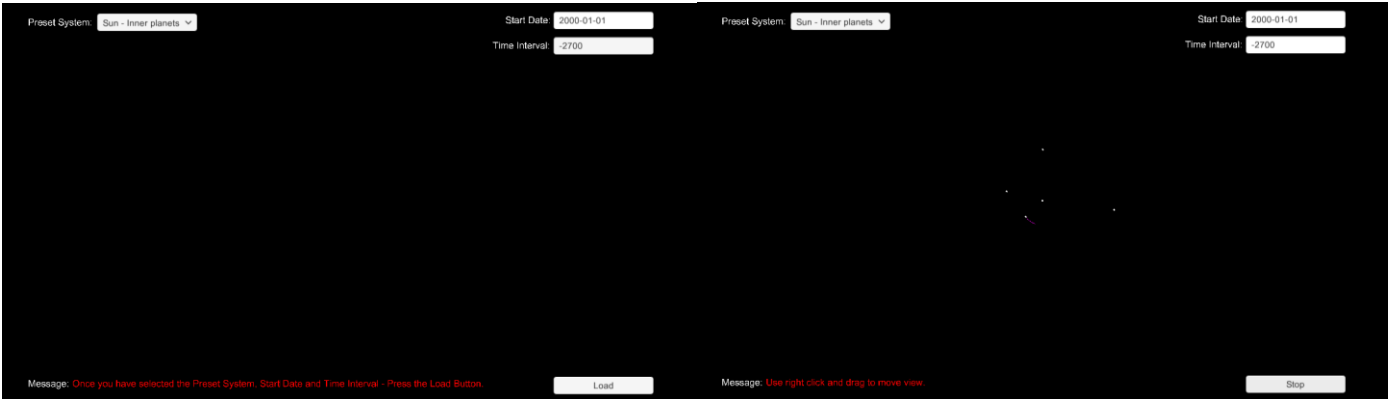 Preset System: Sun - Inner planets
Start Date: 2000-01-01
Time Interval: -2700
Message: Once you have selected the Preset System, Start Date and Time Interval - Press the Load Button.
Load
Preset System: Sun - Inner planets
Start Date: 2000-01-01
Time Interval: -2700
Message: Use right click and drag to move view.
Stop